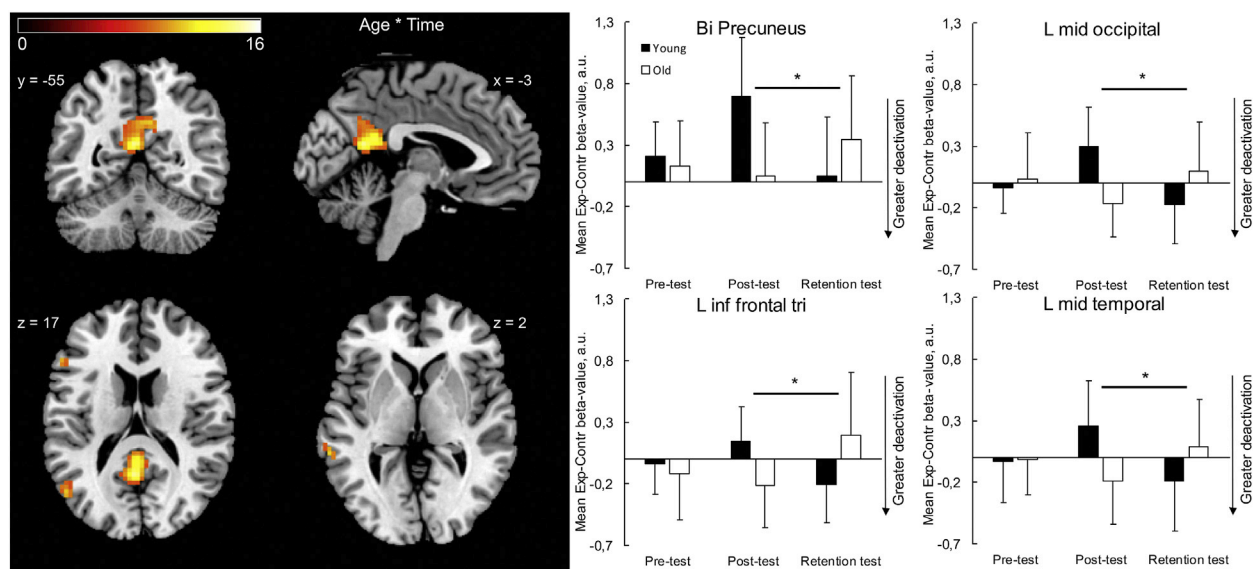 Age * Time
0 16
y = -55
x = -3
z = 17
z = 2
Bi Precuneus
Mean Exp-Contr beta-value, a.u.
1,3
0,8
0,3
-0,2
-0,7
Young
Old
*
Greater deactivation
Pre-test Post-test Retention test
L mid occipital
Mean Exp-Contr beta-value, a.u.
1,3
0,8
0,3
-0,2
-0,7
*
Greater deactivation
Pre-test Post-test Retention test
L inf frontal tri
Mean Exp-Contr beta-value, a.u.
1,3
0,8
0,3
-0,2
-0,7
*
Greater deactivation
Pre-test Post-test Retention test
L mid temporal
Mean Exp-Contr beta-value, a.u.
1,3
0,8
0,3
-0,2
-0,7
*
Greater deactivation
Pre-test Post-test Retention test